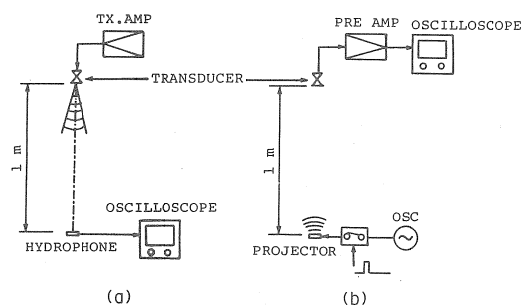 TX.AMP
PRE AMP
OSCILLOSCOPE
TRANSDUCER
1 m
1 m
OSCILLOSCOPE
HYDROPHONE
OSC
PROJECTOR
(a)
(b)